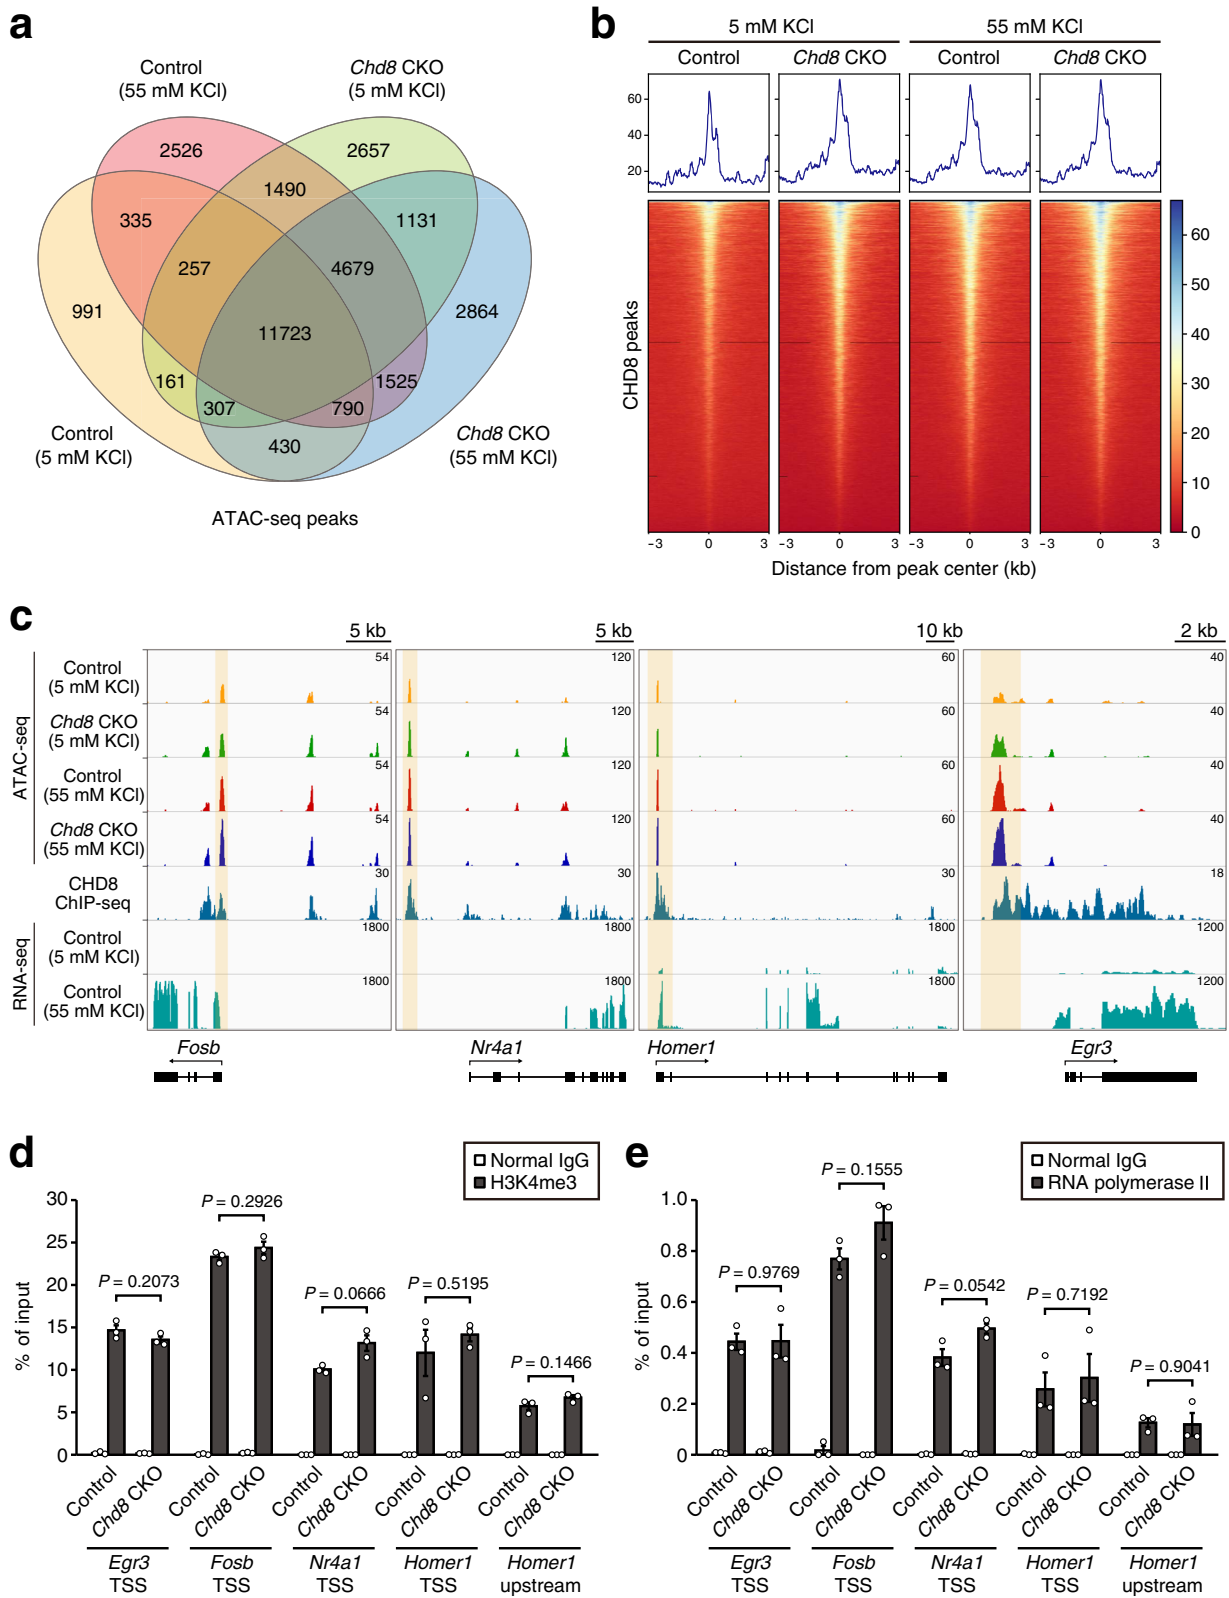 a
Control
(55 mM KCl)
Chd8 CKO
(5 mM KCl)
2526
2657
1490
335
1131
257
4679
991
2864
11723
161
1525
307
790
430
Control
(5 mM KCl)
Chd8 CKO
(55 mM KCl)
ATAC-seq peaks
b
5 mM KCl
55 mM KCl
Control
Chd8 CKO
Control
Chd8 CKO
60
40
20
CHD8 peaks
60
50
40
30
20
10
0
−3 0 3
−3 0 3
−3 0 3
−3 0 3
Distance from peak center (kb)
c
5 kb
5 kb
10 kb
2 kb
ATAC-seq
Control
(5 mM KCl)
54 120 60 40
Chd8 CKO
(5 mM KCl)
54 120 60 40
Control
(55 mM KCl)
54 120 60 40
Chd8 CKO
(55 mM KCl)
54 120 60 40
CHD8
ChIP-seq
30 30 30 18
RNA-seq
Control
(5 mM KCl)
1800 1800 1800 1200
Control
(55 mM KCl)
1800 1800 1800 1200
Fosb
Nr4a1
Homer1
Egr3
d
Normal IgG
H3K4me3
% of input
30
25
20
15
10
5
0
P = 0.2073
P = 0.2926
P = 0.0666
P = 0.5195
P = 0.1466
Control
Chd8 CKO
Control
Chd8 CKO
Control
Chd8 CKO
Control
Chd8 CKO
Control
Chd8 CKO
Egr3
TSS
Fosb
TSS
Nr4a1
TSS
Homer1
TSS
Homer1
upstream
e
Normal IgG
RNA polymerase II
% of input
1.0
0.8
0.6
0.4
0.2
0
P = 0.9769
P = 0.1555
P = 0.0542
P = 0.7192
P = 0.9041
Control
Chd8 CKO
Control
Chd8 CKO
Control
Chd8 CKO
Control
Chd8 CKO
Control
Chd8 CKO
Egr3
TSS
Fosb
TSS
Nr4a1
TSS
Homer1
TSS
Homer1
upstream